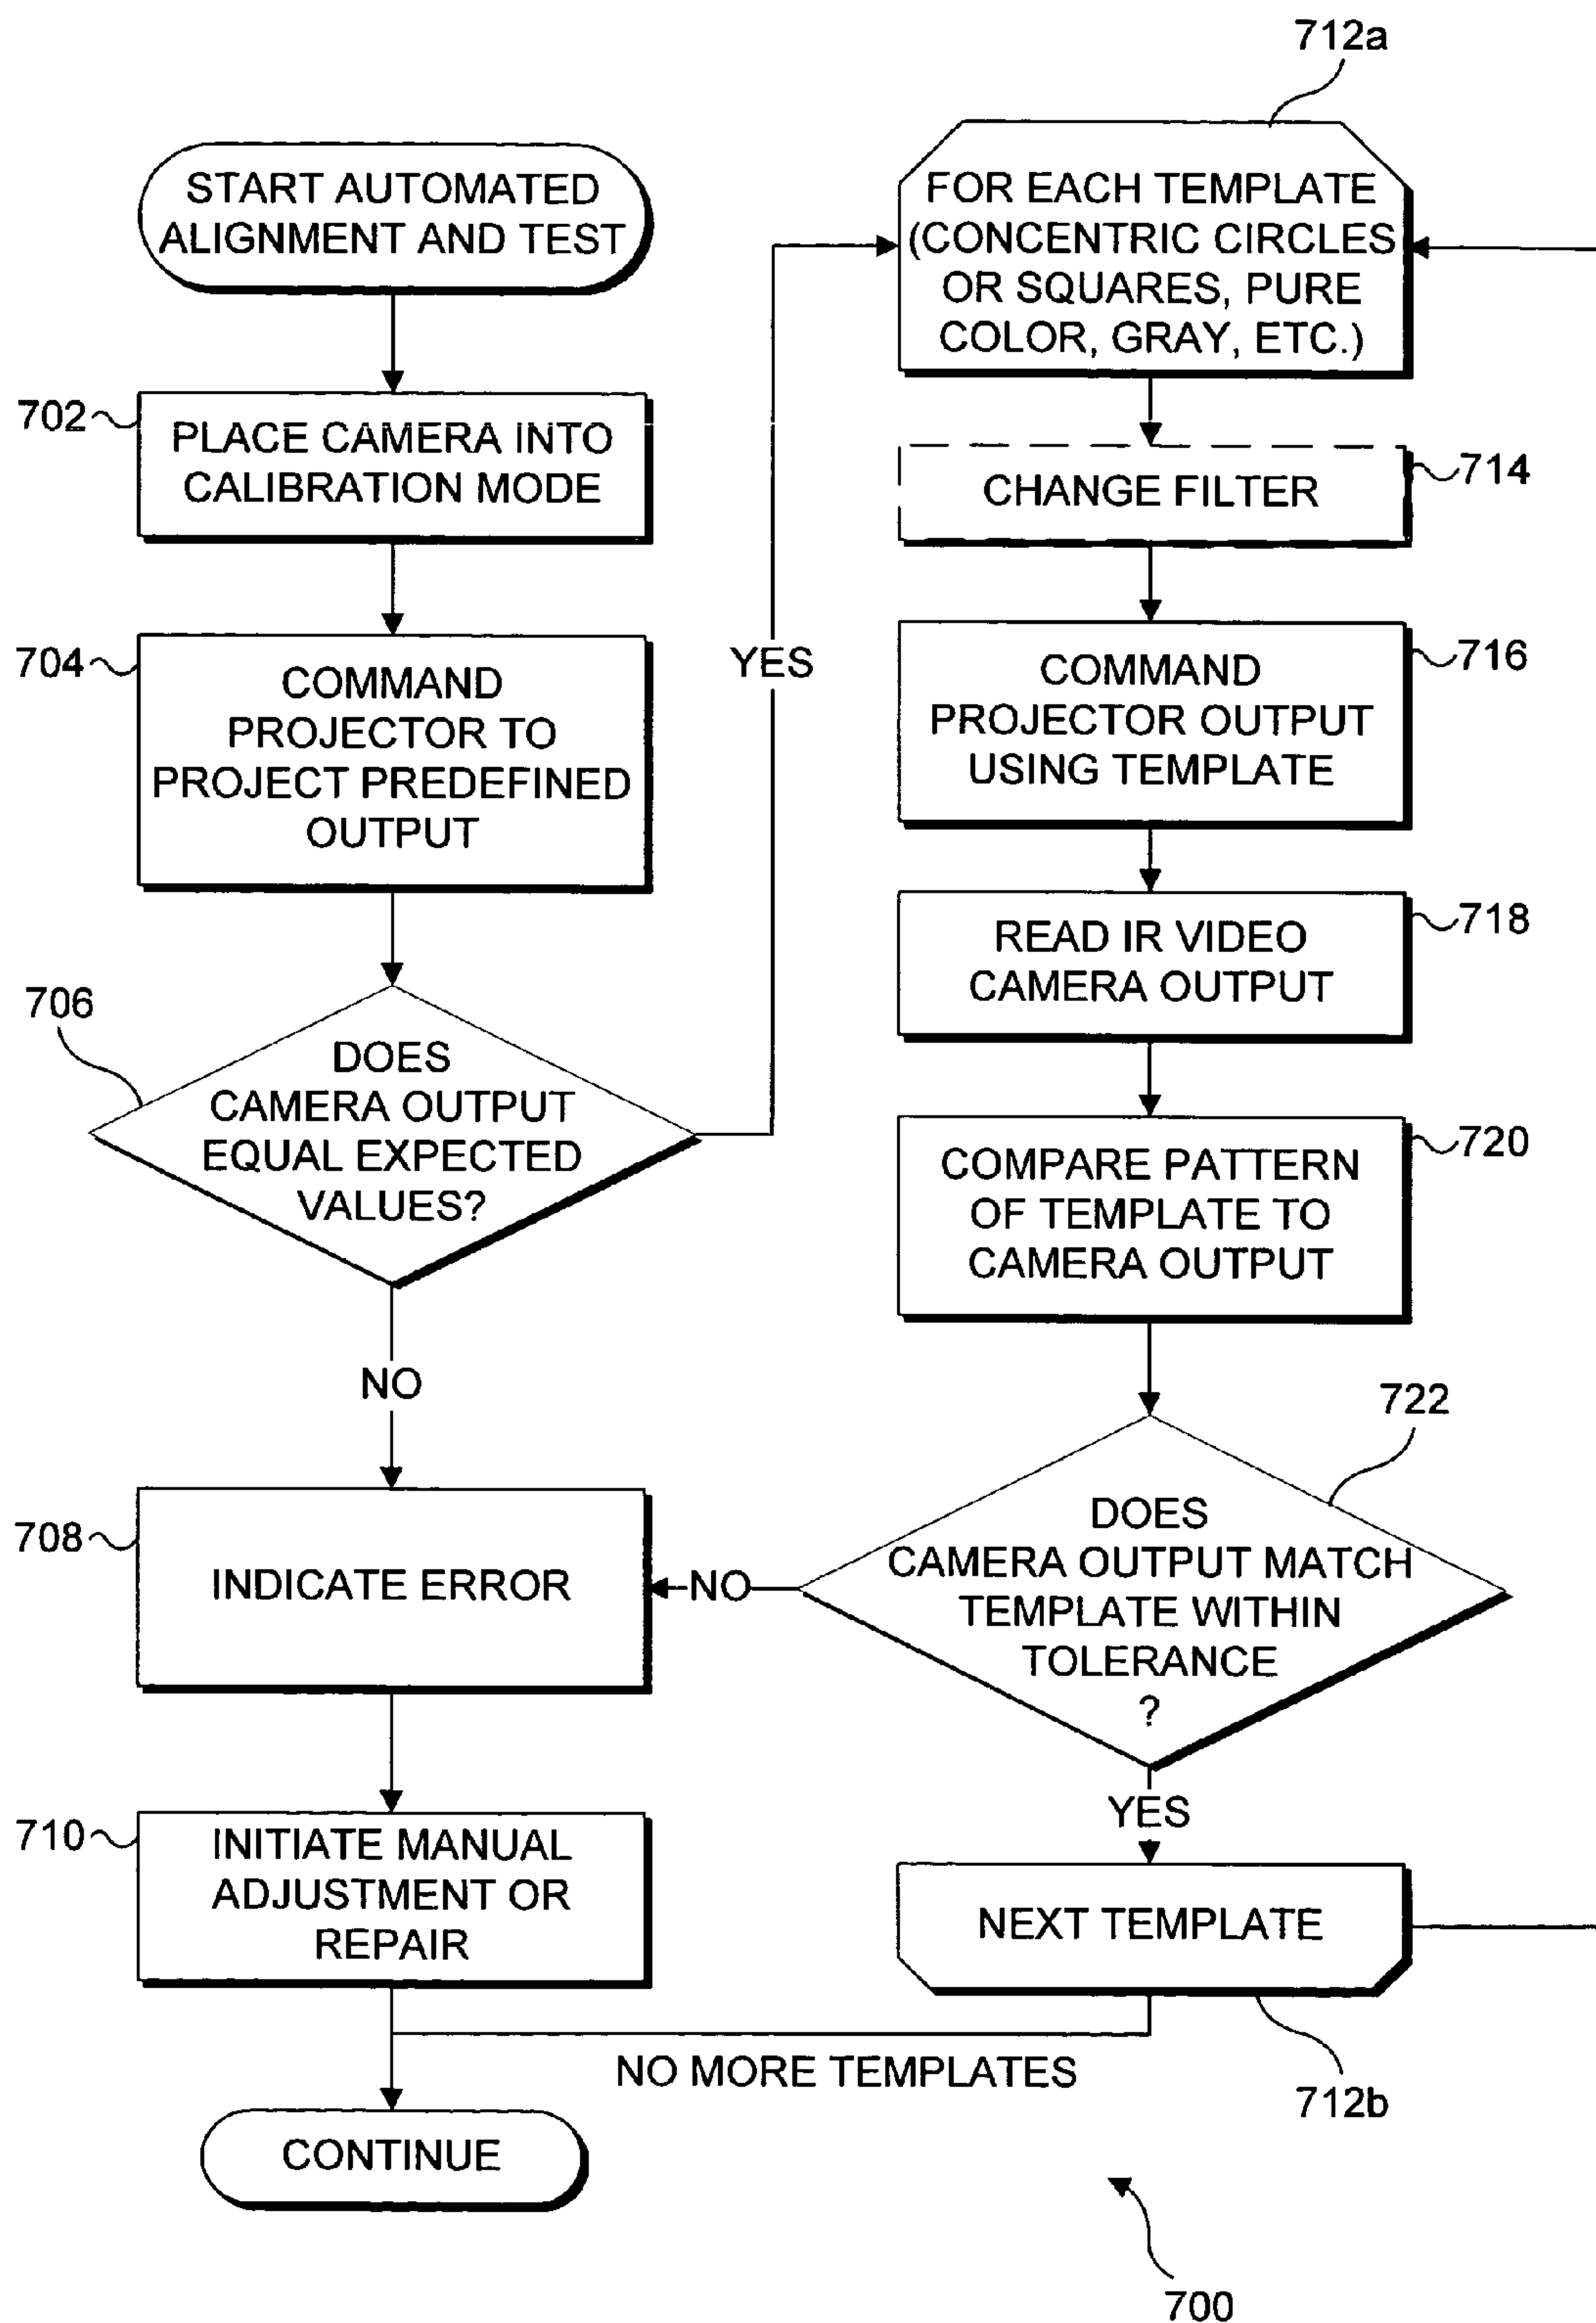 START AUTOMATED
ALIGNMENT AND TEST
702
PLACE CAMERA INTO
CALIBRATION MODE
704
COMMAND
PROJECTOR TO
PROJECT PREDEFINED
OUTPUT
706
DOES
CAMERA OUTPUT
EQUAL EXPECTED
VALUES?
YES
NO
708
INDICATE ERROR
710
INITIATE MANUAL
ADJUSTMENT OR
REPAIR
CONTINUE
712a
FOR EACH TEMPLATE
(CONCENTRIC CIRCLES
OR SQUARES, PURE
COLOR, GRAY, ETC.)
CHANGE FILTER
714
COMMAND
PROJECTOR OUTPUT
USING TEMPLATE
716
READ IR VIDEO
CAMERA OUTPUT
718
COMPARE PATTERN
OF TEMPLATE TO
CAMERA OUTPUT
720
722
DOES
CAMERA OUTPUT MATCH
TEMPLATE WITHIN
TOLERANCE
?
NO
YES
NEXT TEMPLATE
712b
NO MORE TEMPLATES
700